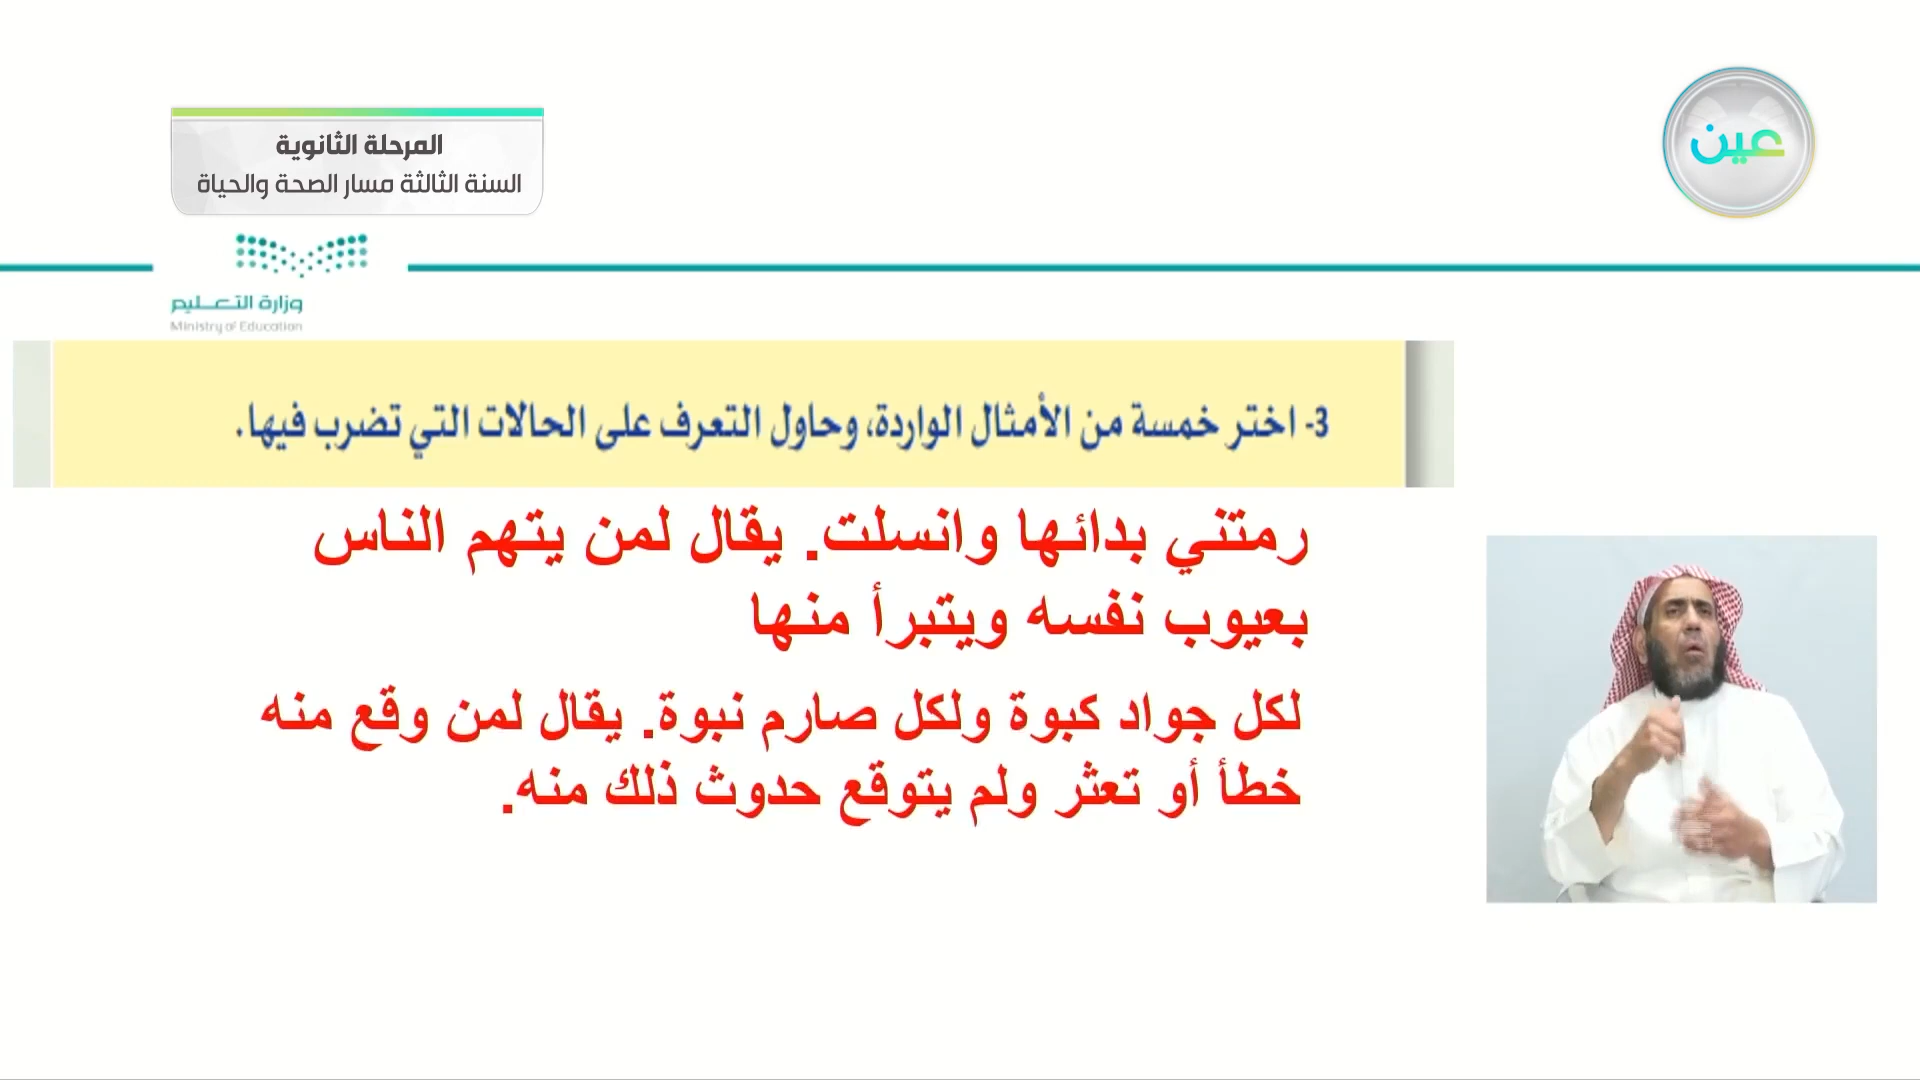 المرحلة الثانوية
السنة الثالثة مسار الصحة والحياة
عين
وزارة التعليم
Ministry of Education
3- اختر خمسة من الأمثال الواردة، وحاول التعرف على الحالات التي تضرب فيها.
رمتني بدائها وانسلت. يقال لمن يتهم الناس
بعيوب نفسه ويتبرأ منها
لكل جواد كبوة ولكل صارم نبوة. يقال لمن وقع منه
خطأ أو تعثر ولم يتوقع حدوث ذلك منه.